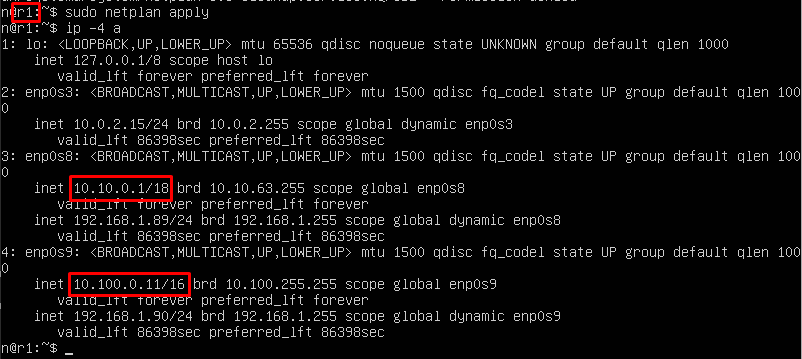 n@r1:~$ sudo netplan apply
n@r1:~$ ip -4 a
1: lo: <LOOPBACK,UP,LOWER_UP> mtu 65536 qdisc noqueue state UNKNOWN group default qlen 1000
    inet 127.0.0.1/8 scope host lo
       valid_lft forever preferred_lft forever
2: enp0s3: <BROADCAST,MULTICAST,UP,LOWER_UP> mtu 1500 qdisc fq_codel state UP group default qlen 100
0
    inet 10.0.2.15/24 brd 10.0.2.255 scope global dynamic enp0s3
       valid_lft 86398sec preferred_lft 86398sec
3: enp0s8: <BROADCAST,MULTICAST,UP,LOWER_UP> mtu 1500 qdisc fq_codel state UP group default qlen 100
0
    inet 10.10.0.1/18 brd 10.10.63.255 scope global enp0s8
       valid_lft forever preferred_lft forever
    inet 192.168.1.89/24 brd 192.168.1.255 scope global dynamic enp0s8
       valid_lft 86398sec preferred_lft 86398sec
4: enp0s9: <BROADCAST,MULTICAST,UP,LOWER_UP> mtu 1500 qdisc fq_codel state UP group default qlen 100
0
    inet 10.100.0.11/16 brd 10.100.255.255 scope global enp0s9
       valid_lft forever preferred_lft forever
    inet 192.168.1.90/24 brd 192.168.1.255 scope global dynamic enp0s9
       valid_lft 86398sec preferred_lft 86398sec
n@r1:~$ _